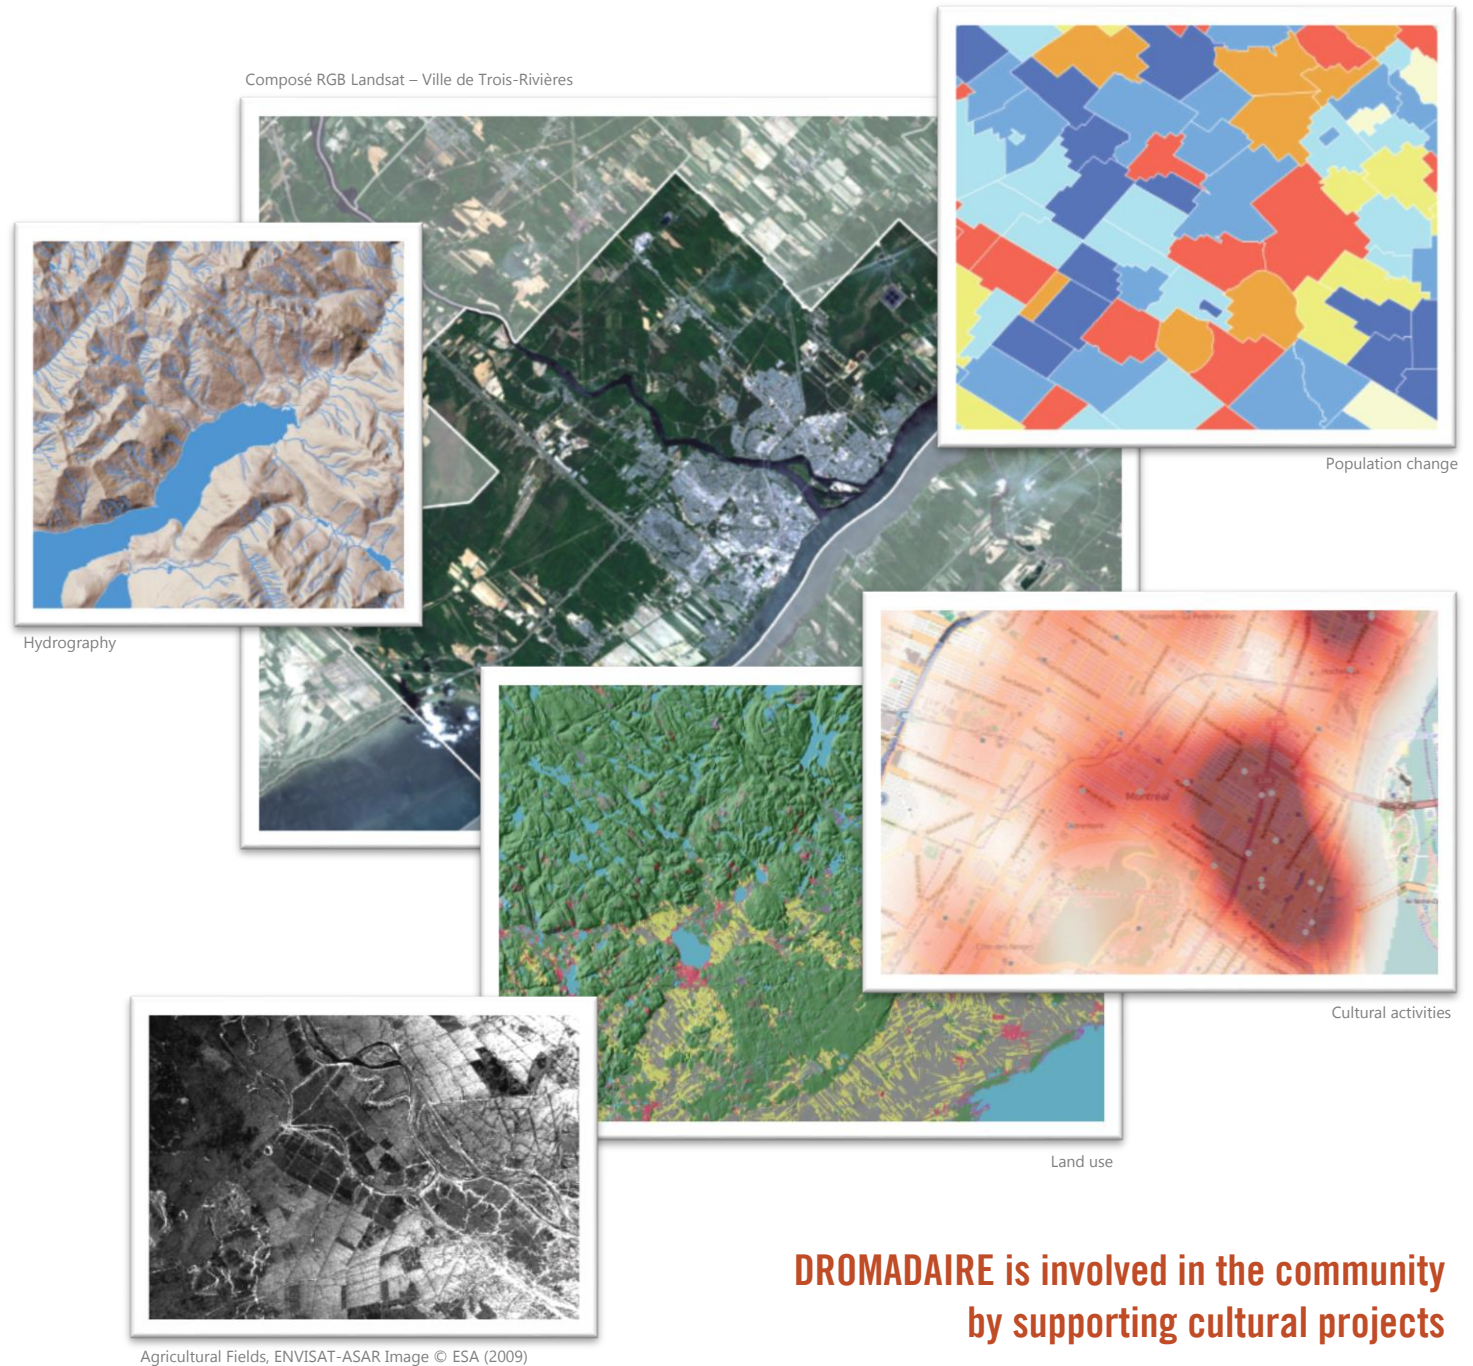 Composé RGB Landsat – Ville de Trois-Rivières
Population change
Hydrography
Montréal
Cultural activities
Land use
DROMADAIRE is involved in the community
by supporting cultural projects
Agricultural Fields, ENVISAT-ASAR Image © ESA (2009)